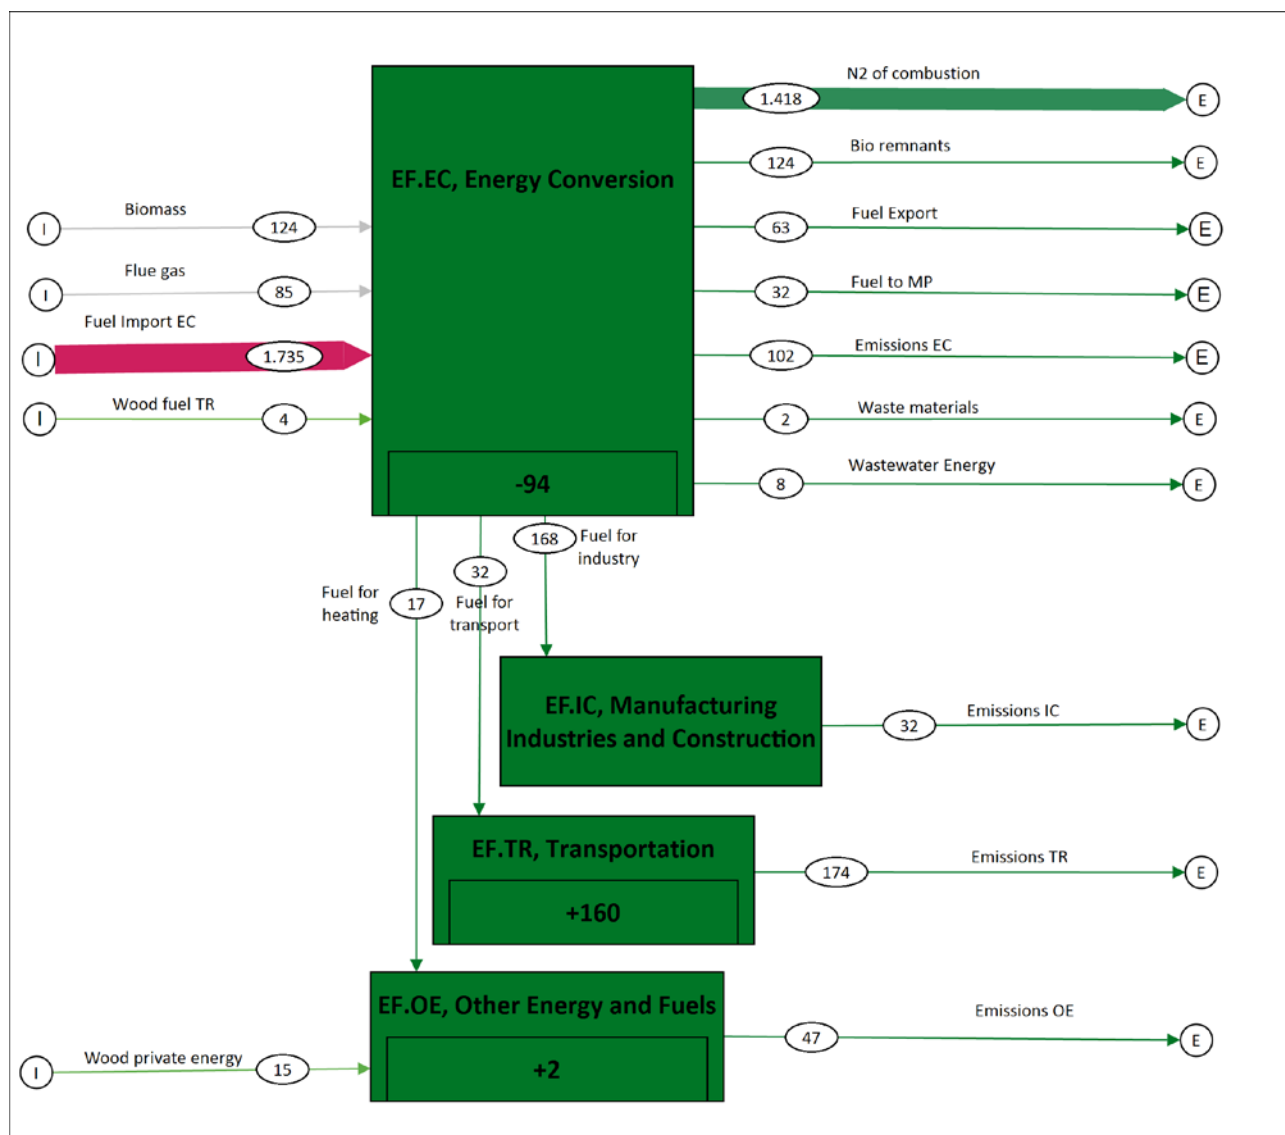 N2 of combustion
1.418
E
Bio remnants
124
E
EF.EC, Energy Conversion
Biomass
I
124
Fuel Export
63
E
Flue gas
I
85
Fuel to MP
32
E
Fuel Import EC
I
1.735
Emissions EC
102
E
Wood fuel TR
I
4
Waste materials
2
E
-94
Wastewater Energy
8
E
168
Fuel for
industry
32
Fuel for
transport
Fuel for
heating
17
EF.IC, Manufacturing
Industries and Construction
Emissions IC
32
E
EF.TR, Transportation
+160
Emissions TR
174
E
EF.OE, Other Energy and Fuels
+2
Emissions OE
47
E
Wood private energy
I
15